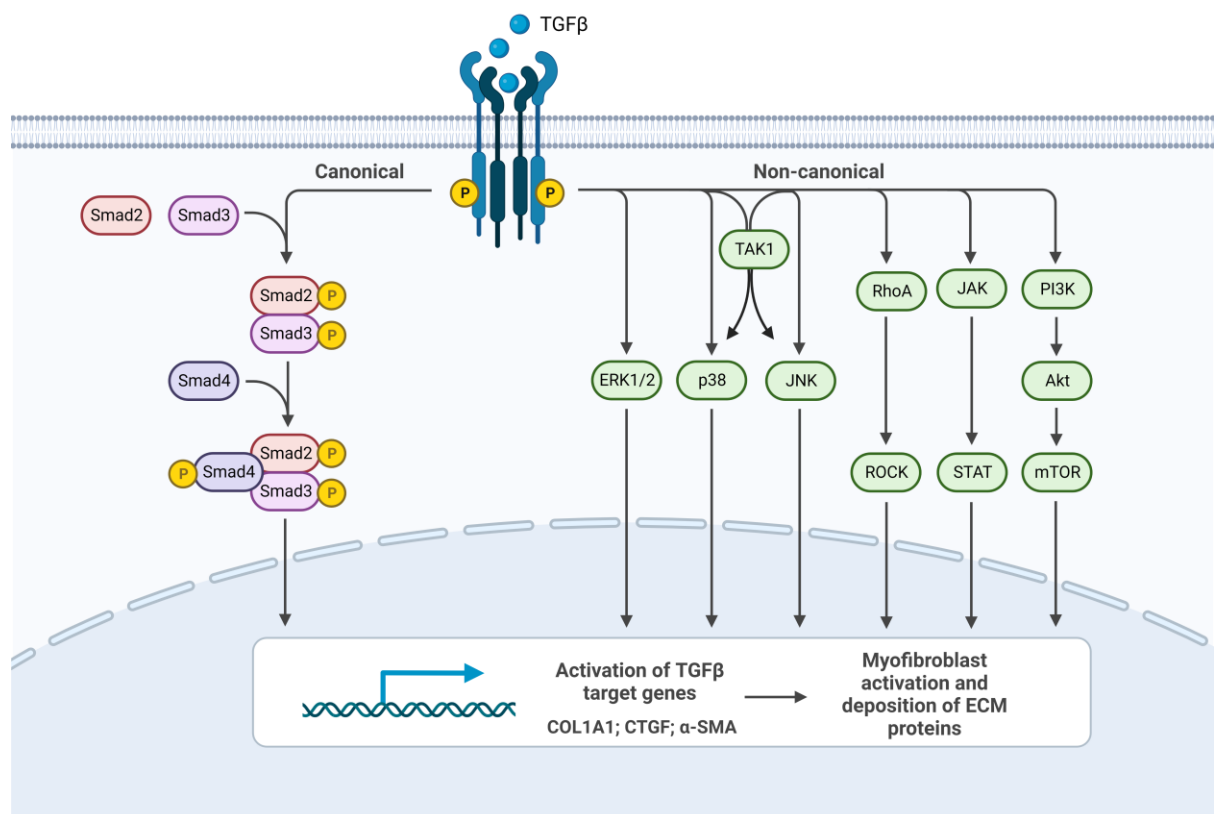 TGFβ
Canonical
Non-canonical
P
P
Smad2
Smad3
TAK1
Smad2
P
Smad3
P
RhoA
JAK
PI3K
Smad4
ERK1/2
p38
JNK
Akt
Smad2
P
P
Smad4
Smad3
P
ROCK
STAT
mTOR
Activation of TGFβ
target genes
COL1A1; CTGF; α-SMA
Myofibroblast
activation and
deposition of ECM
proteins